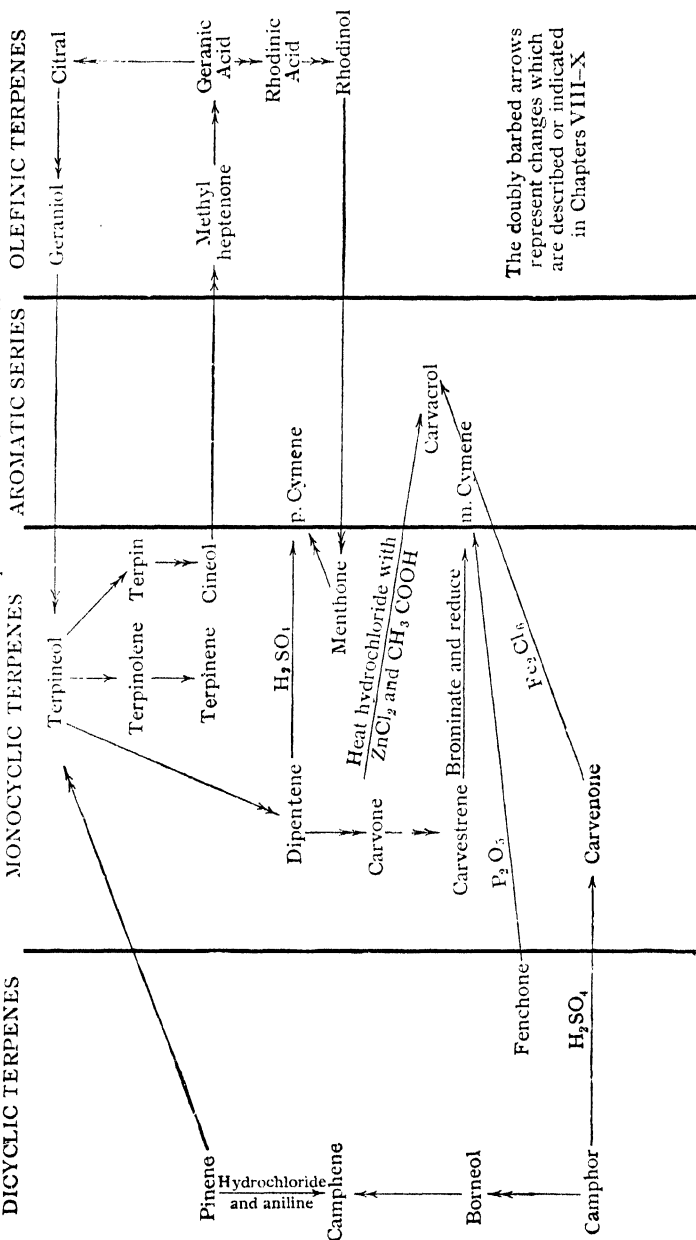 DICYCLIC TERPENES
MONOCYCLIC TERPENES
AROMATIC SERIES
OLEFINIC TERPENES
Terpineol
Geraniol
Citral
Terpinolene
Terpin
Pinene
Terpinene
Cineol
Methyl
heptenone
Geranic
Acid
Rhodinic
Acid
Rhodinol
Hydrochloride
and aniline
Camphene
Dipentene
H₂SO₄
p. Cymene
Menthone
Heat hydrochloride with
ZnCl₂ and CH₃ COOH
Carvone
Carvacrol
Borneol
Carvestrene
Brominate and reduce
m. Cymene
P₂O₅
Fenchone
Fe₂Cl₆
Camphor
H₂SO₄
Carvenone
The doubly barbed arrows
represent changes which
are described or indicated
in Chapters VIII–X